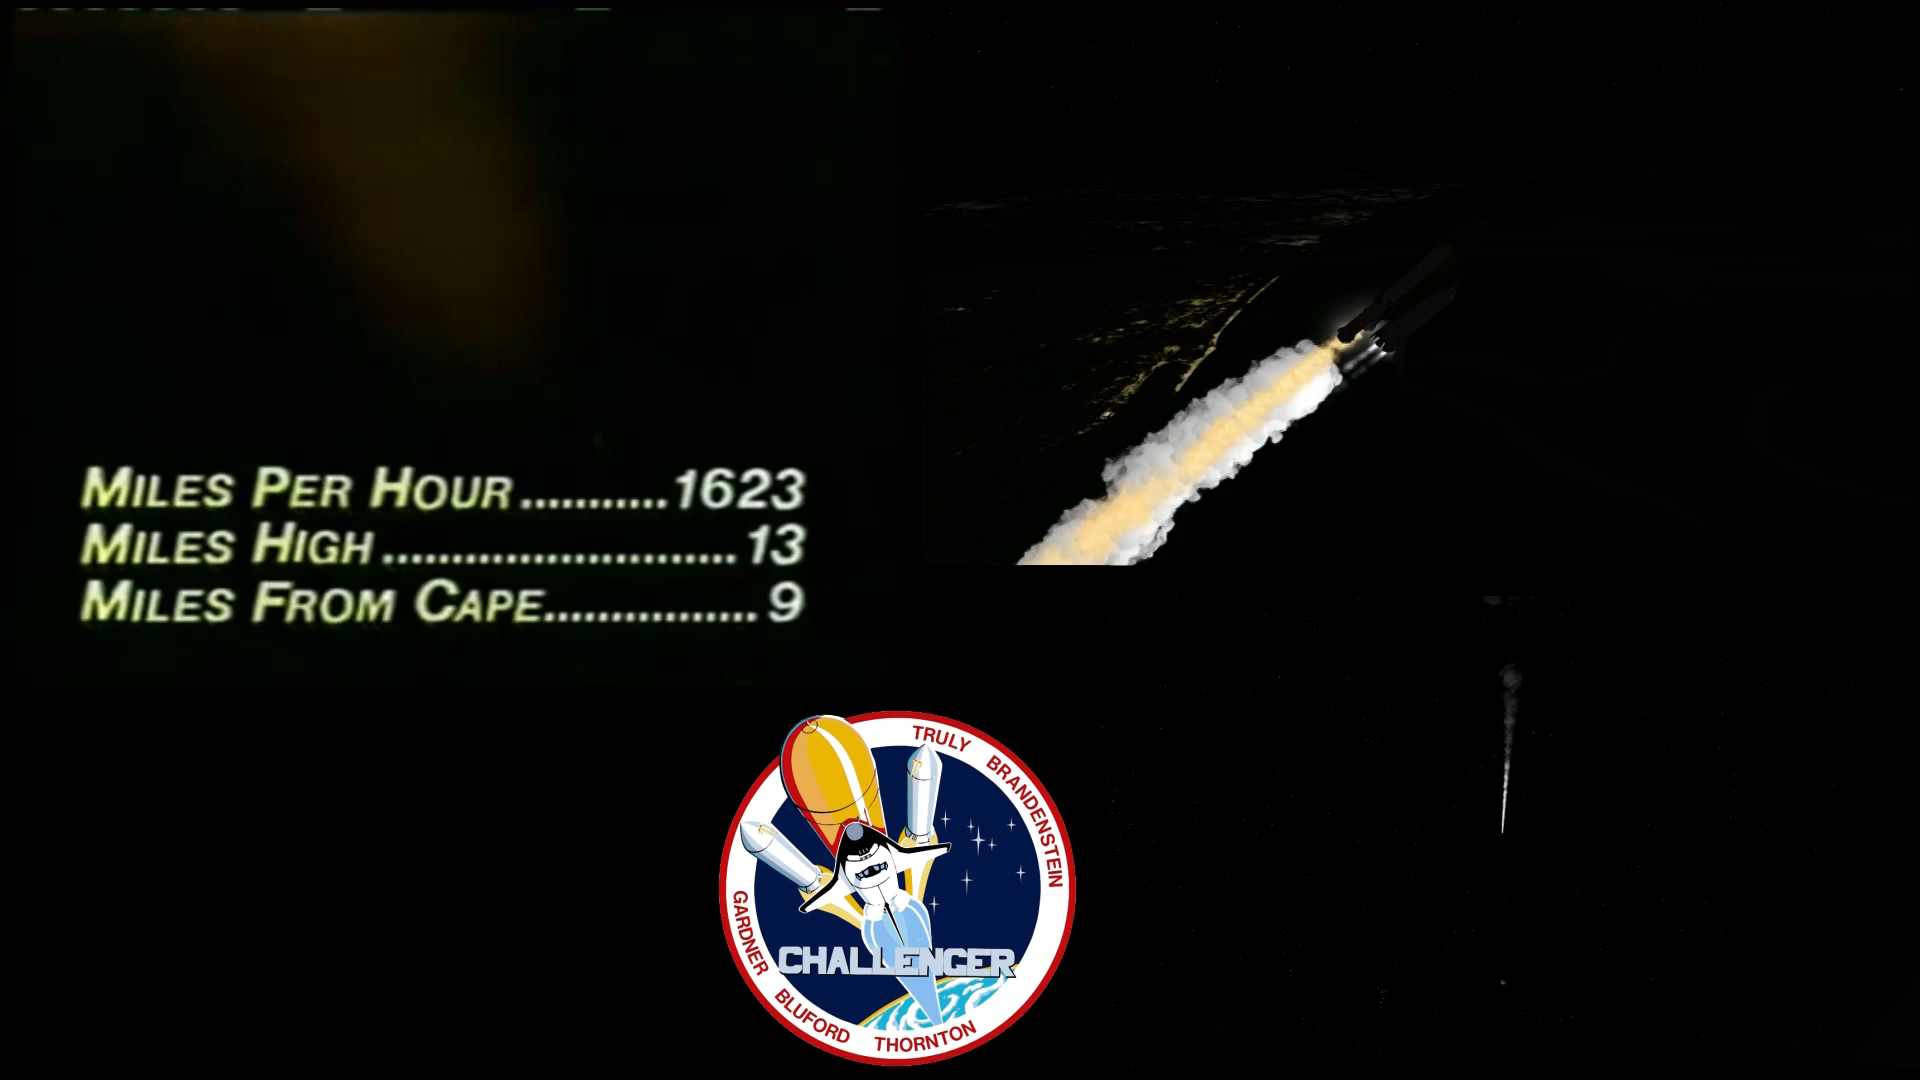 MILES PER HOUR...........1623
MILES HIGH..........................13
MILES FROM CAPE................9
TRULY BRANDENSTEIN
CHALLENGER
GARDNER BLUFORD THORNTON